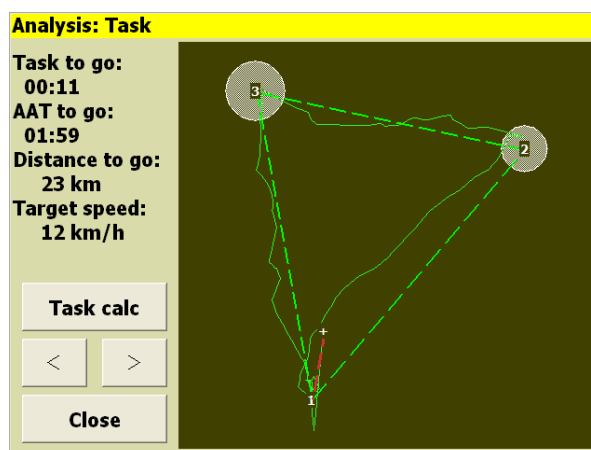 Analysis: Task
Task to go:
00:11
AAT to go:
01:59
Distance to go:
23 km
Target speed:
12 km/h
Task calc
< >
Close
3
2
+
1